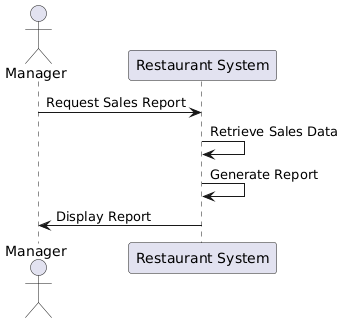 Manager
Restaurant System
Request Sales Report
Retrieve Sales Data
Generate Report
Display Report
Manager
Restaurant System